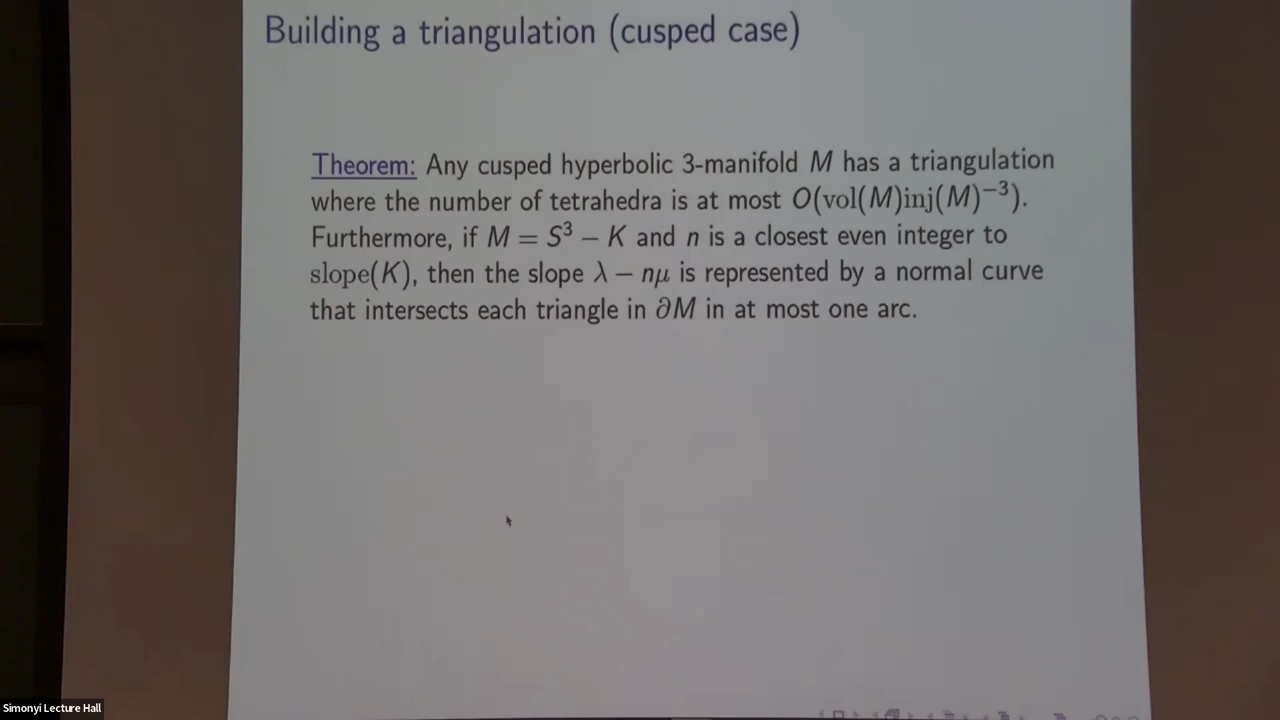 Building a triangulation (cusped case)
Theorem: Any cusped hyperbolic 3-manifold M has a triangulation
where the number of tetrahedra is at most O(vol(M)inj(M)⁻³).
Furthermore, if M = S³ − K and n is a closest even integer to
slope(K), then the slope λ − nμ is represented by a normal curve
that intersects each triangle in ∂M in at most one arc.
Simonyi Lecture Hall